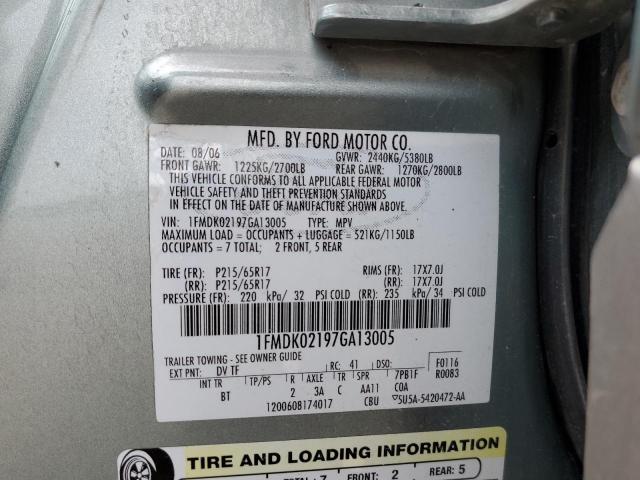 MFD. BY FORD MOTOR CO.
DATE: 08/06 GVWR: 2440KG/5380LB
FRONT GAWR: 1225KG/2700LB REAR GAWR: 1270KG/2800LB
THIS VEHICLE CONFORMS TO ALL APPLICABLE FEDERAL MOTOR
VEHICLE SAFETY AND THEFT PREVENTION STANDARDS
IN EFFECT ON THE DATE OF MANUFACTURE SHOWN ABOVE.
VIN: 1FMDK02197GA13005 TYPE: MPV
MAXIMUM LOAD = OCCUPANTS + LUGGAGE = 521KG/1150LB
OCCUPANTS = 7 TOTAL; 2 FRONT, 5 REAR
TIRE (FR): P215/65R17 RIMS (FR): 17X7.0J
(RR): P215/65R17 (RR): 17X7.0J
PRESSURE (FR): 220 kPa/ 32 PSI COLD (RR): 235 kPa/ 34 PSI COLD
1FMDK02197GA13005
TRAILER TOWING - SEE OWNER GUIDE
EXT PNT: DV TF RC: 41 DSO: F0116
INT TR TP/PS R AXLE TR SPR 7PB1F R0083
BT 2 3A C AA11 C0A
1200608174017 CBU ▽5U5A-5420472-AA
TIRE AND LOADING INFORMATION
TOTAL: 7 FRONT: 2 REAR: 5